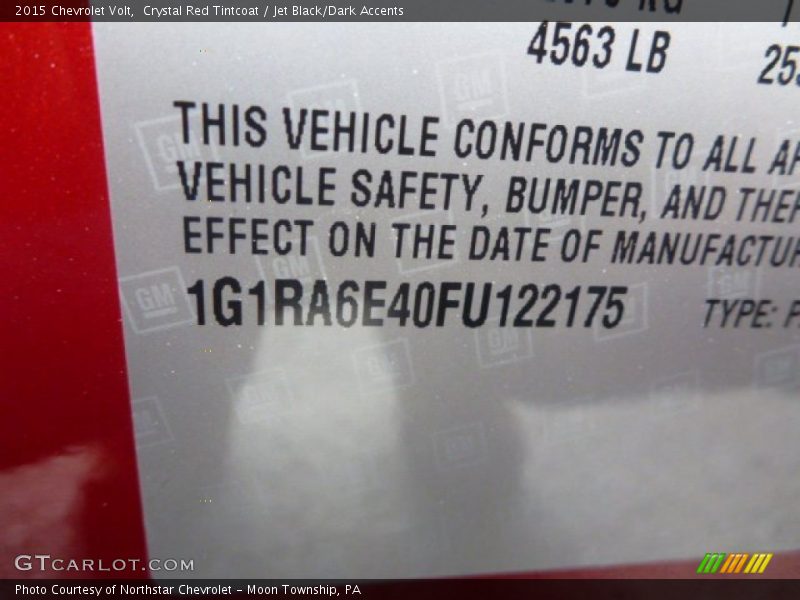 2015 Chevrolet Volt, Crystal Red Tintcoat / Jet Black/Dark Accents
KG
4563 LB
THIS VEHICLE CONFORMS TO ALL
VEHICLE SAFETY, BUMPER, AND
EFFECT ON THE DATE OF
1G1RA6E40FU122175 TYPE:
GM
GTCARLOT.COM
Photo Courtesy of Northstar Chevrolet - Moon Township, PA